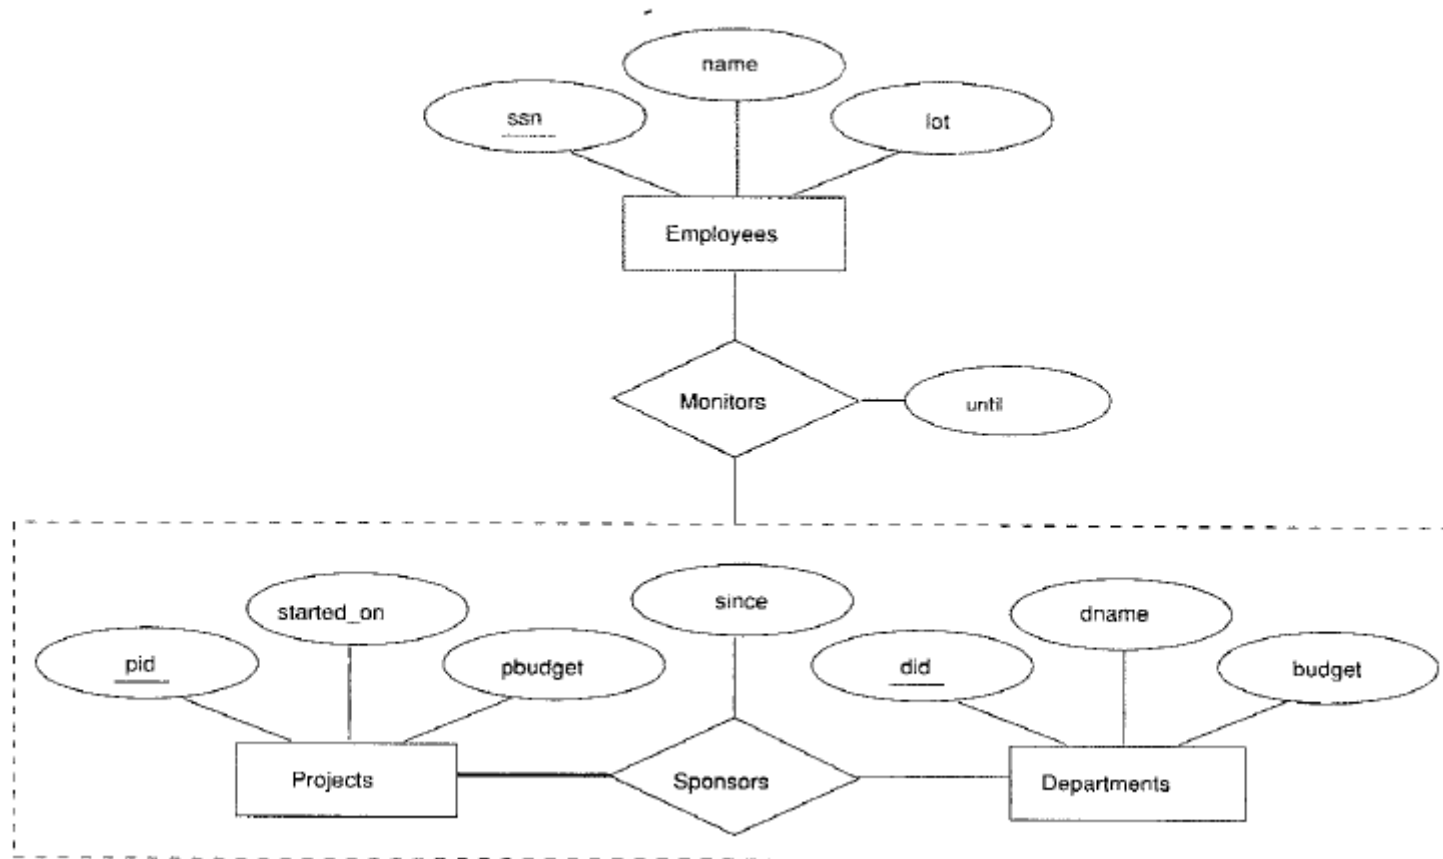 name
ssn
lot
Employees
Monitors
until
since
started_on
dname
pid
pbudget
did
budget
Projects
Sponsors
Departments